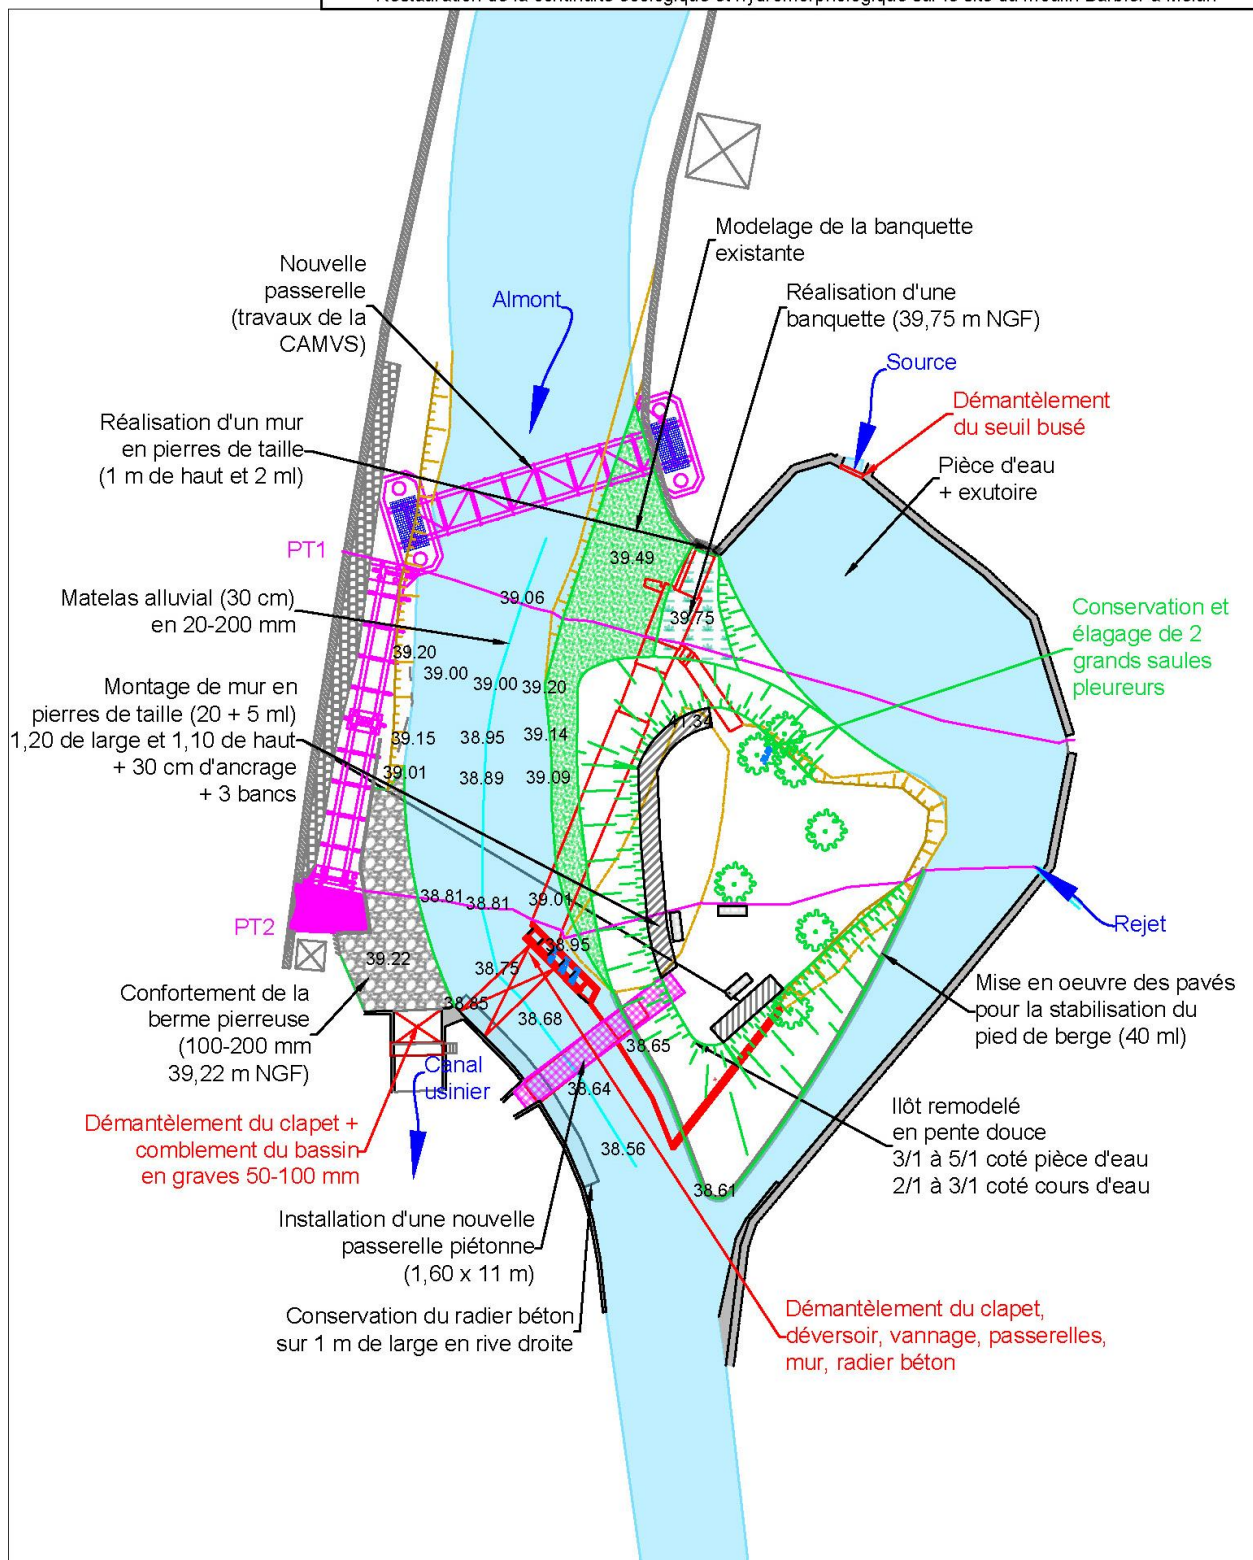 Restauration de la continuité écologique et hydromorphologique sur le site du moulin Barbier à Melun
Modelage de la banquette
existante
Nouvelle
passerelle
(travaux de la
CAMVS)
Almont
Réalisation d'une
banquette (39,75 m NGF)
Source
Démantèlement
du seuil busé
Réalisation d'un mur
en pierres de taille
(1 m de haut et 2 ml)
Pièce d'eau
+ exutoire
PT1
39.49
Matelas alluvial (30 cm)
en 20-200 mm
39.06
39.75
Conservation et
élagage de 2
grands saules
pleureurs
39.20
39.00
39.00
39.20
Montage de mur en
pierres de taille (20 + 5 ml)
1,20 de large et 1,10 de haut
+ 30 cm d'ancrage
+ 3 bancs
41.34
39.15
38.95
39.14
39.01
38.89
39.09
38.81
38.81
39.01
PT2
Rejet
38.95
39.22
38.75
Confortement de la
berme pierreuse
(100-200 mm
39,22 m NGF)
38.85
38.68
38.65
Mise en oeuvre des pavés
pour la stabilisation du
pied de berge (40 ml)
Canal
usinier
38.64
Démantèlement du clapet +
comblement du bassin
en graves 50-100 mm
38.56
38.61
Ilôt remodelé
en pente douce
3/1 à 5/1 coté pièce d'eau
2/1 à 3/1 coté cours d'eau
Installation d'une nouvelle
passerelle piétonne
(1,60 x 11 m)
Conservation du radier béton
sur 1 m de large en rive droite
Démantèlement du clapet,
déversoir, vannage, passerelles,
mur, radier béton